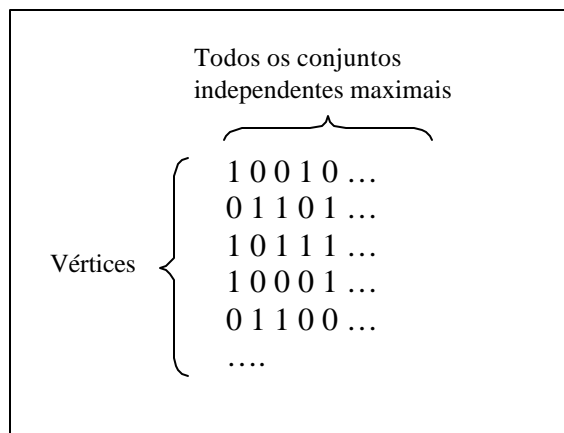 Todos os conjuntos
independentes maximais
1 0 0 1 0 …
0 1 1 0 1 …
1 0 1 1 1 …
Vértices
1 0 0 0 1 …
0 1 1 0 0 …
….